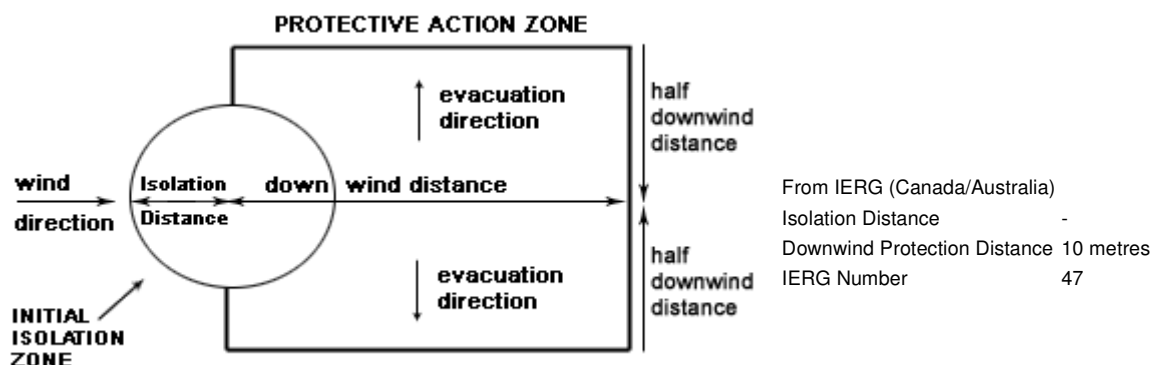 PROTECTIVE ACTION ZONE
evacuation
direction
half
downwind
distance
wind
direction
Isolation
Distance
down wind distance
From IERG (Canada/Australia)
Isolation Distance -
Downwind Protection Distance 10 metres
IERG Number 47
evacuation
direction
half
downwind
distance
INITIAL
ISOLATION
ZONE